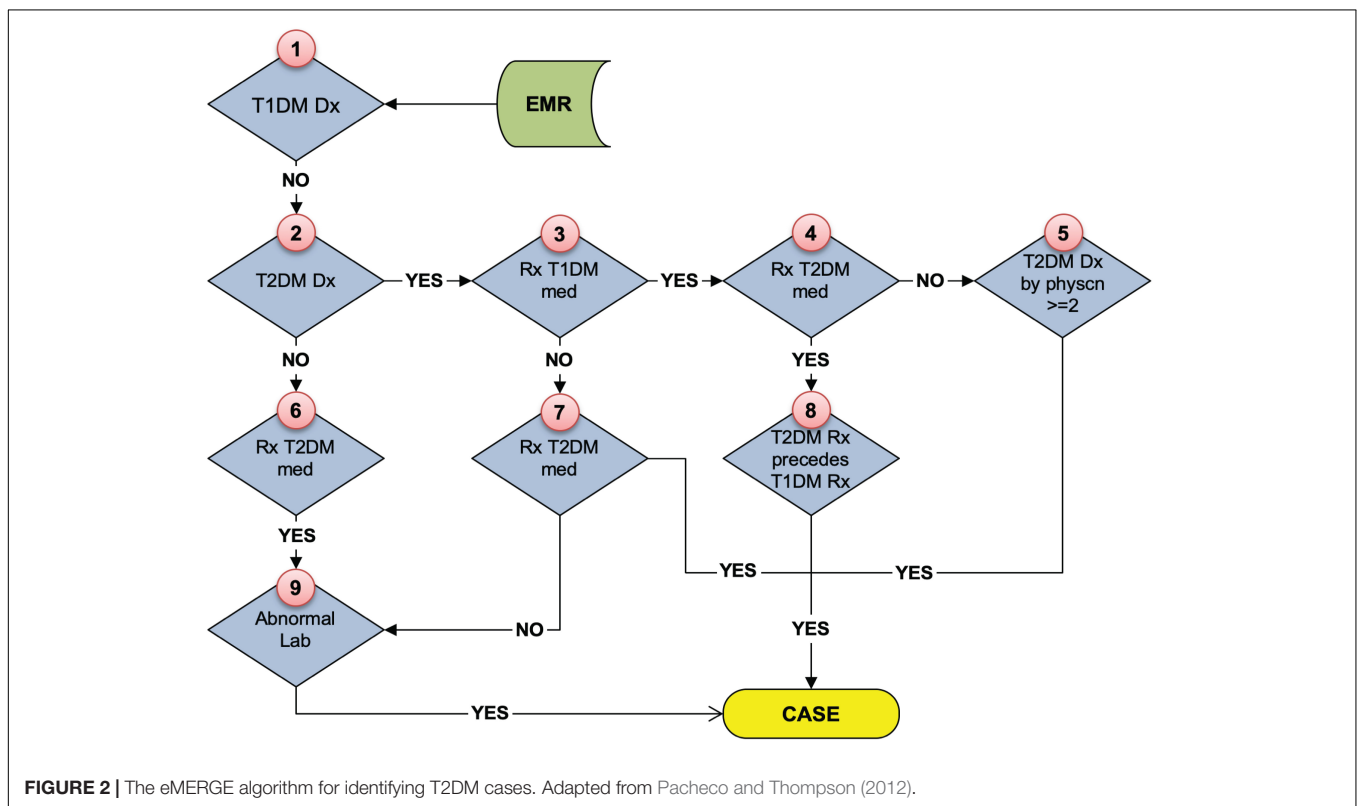 1
T1DM Dx
EMR
NO
2
T2DM Dx
YES
3
Rx T1DM
med
YES
4
Rx T2DM
med
NO
5
T2DM Dx
by physcn
>=2
NO
NO
YES
6
Rx T2DM
med
7
Rx T2DM
med
8
T2DM Rx
precedes
T1DM Rx
YES
YES
YES
9
Abnormal
Lab
NO
YES
YES
CASE
FIGURE 2 | The eMERGE algorithm for identifying T2DM cases. Adapted from Pacheco and Thompson (2012).